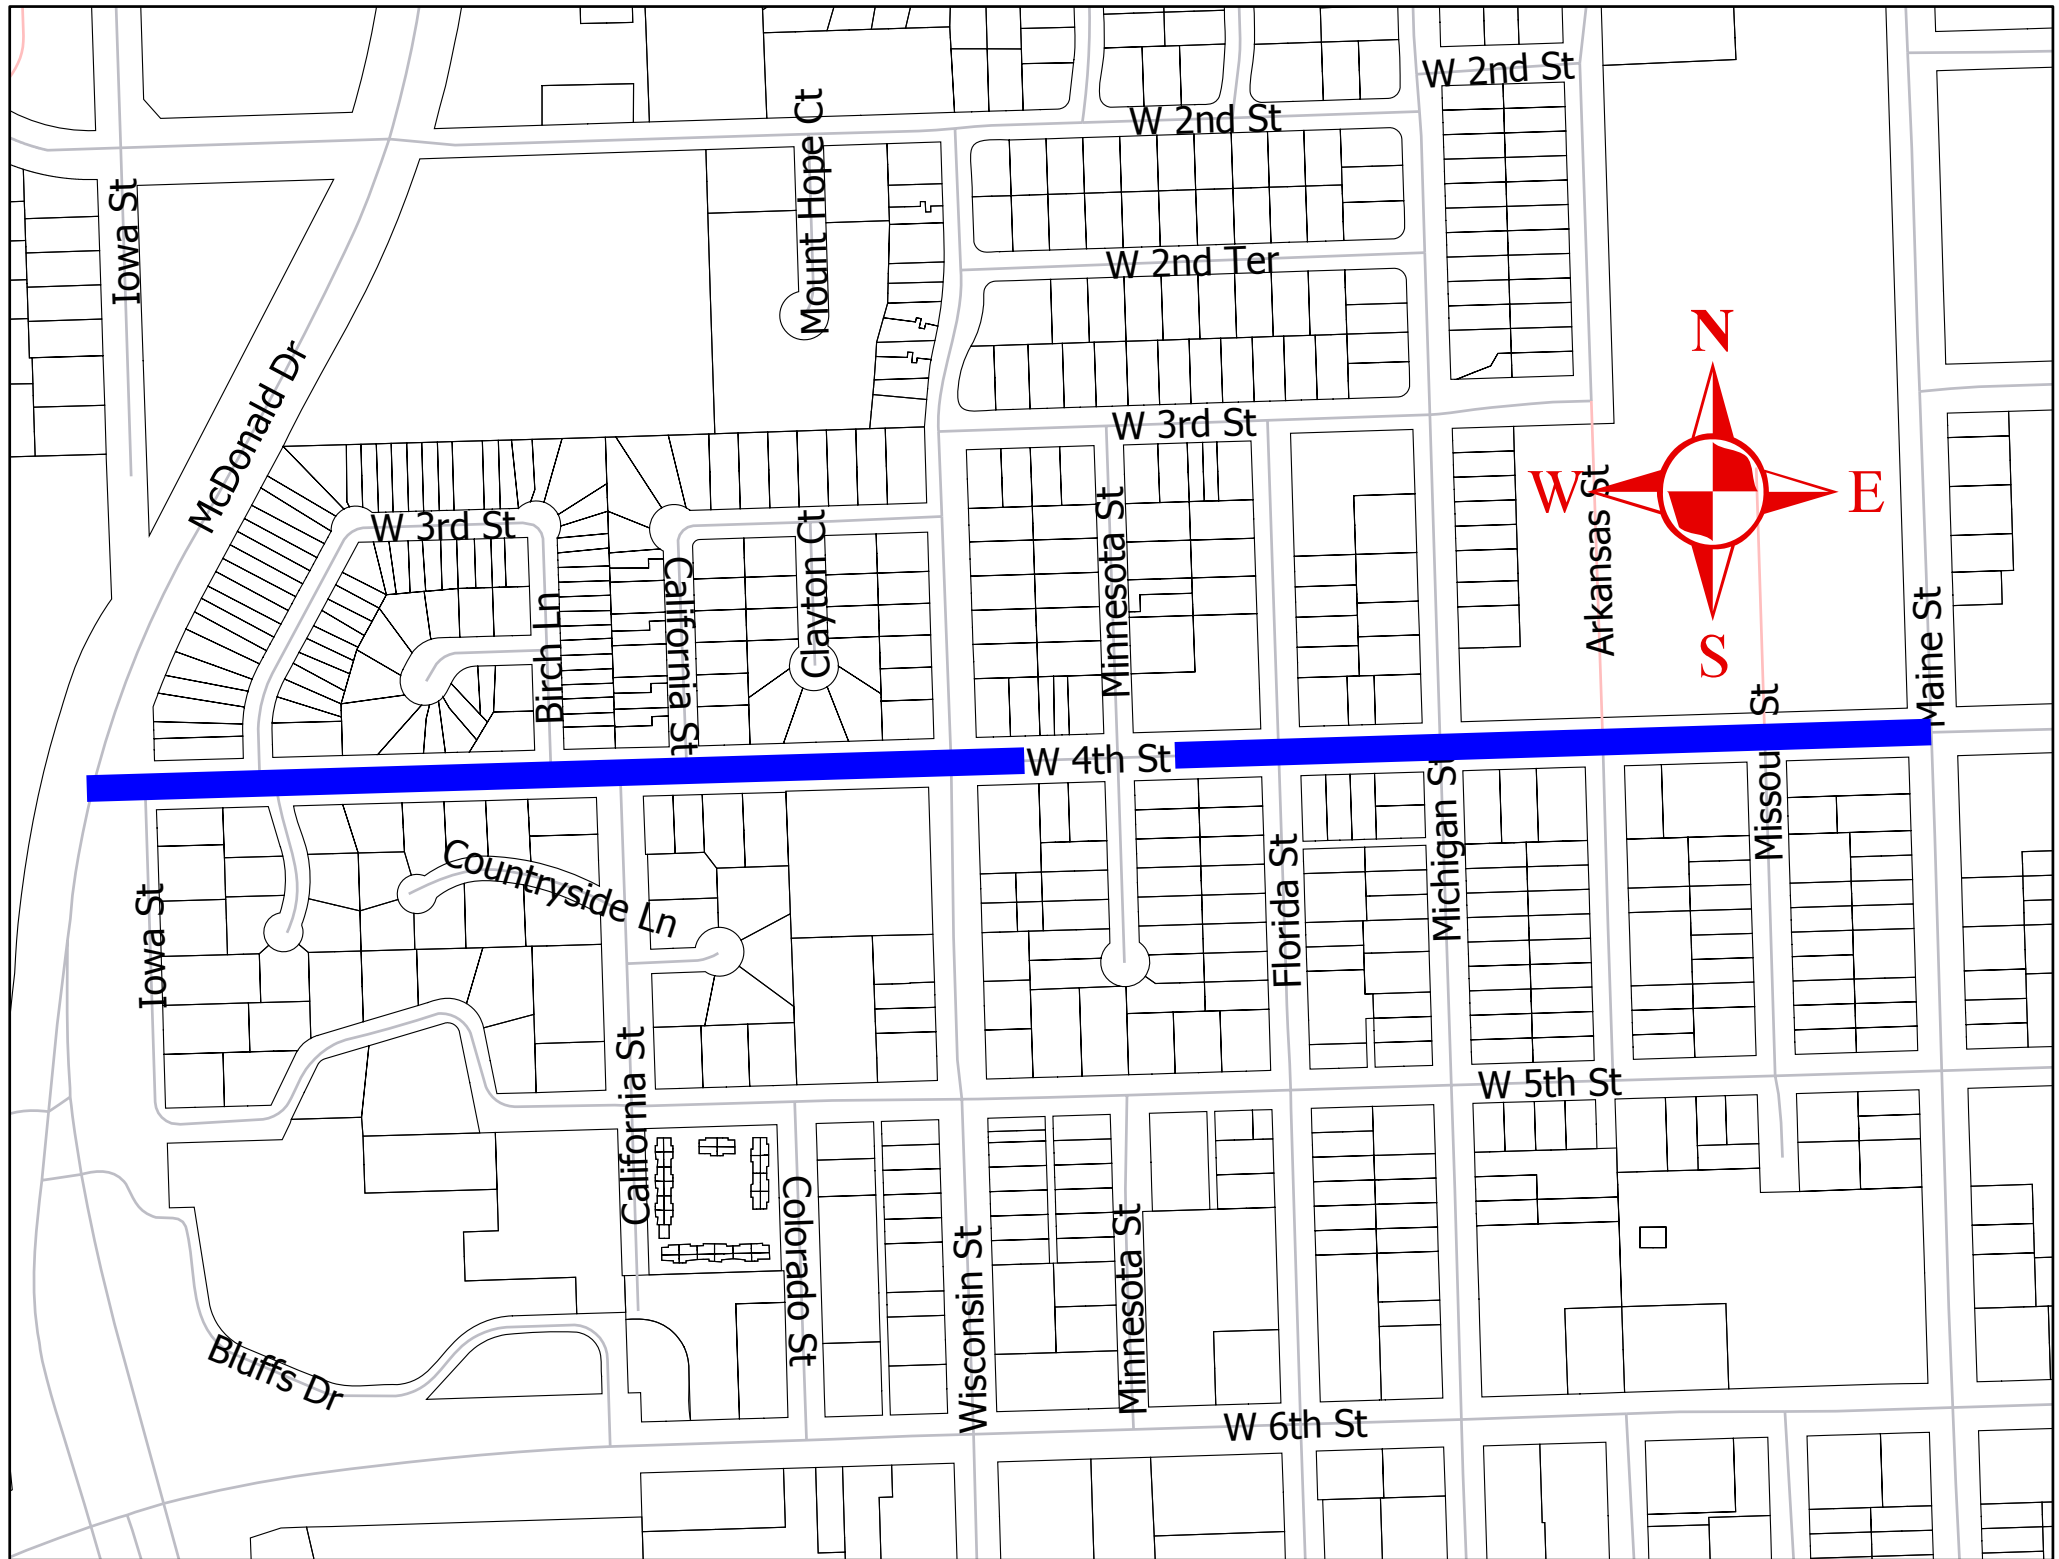 W 2nd St
W 2nd St
Mount Hope Ct
Iowa St
W 2nd Ter
McDonald Dr
N
W 3rd St
W
E
Arkansas St
Minnesota St
W 3rd St
Clayton Ct
California St
Birch Ln
S
Maine St
Missou St
W 4th St
Michigan St
Countryside Ln
Florida St
Iowa St
W 5th St
California St
Colorado St
Minnesota St
Wisconsin St
Bluffs Dr
W 6th St